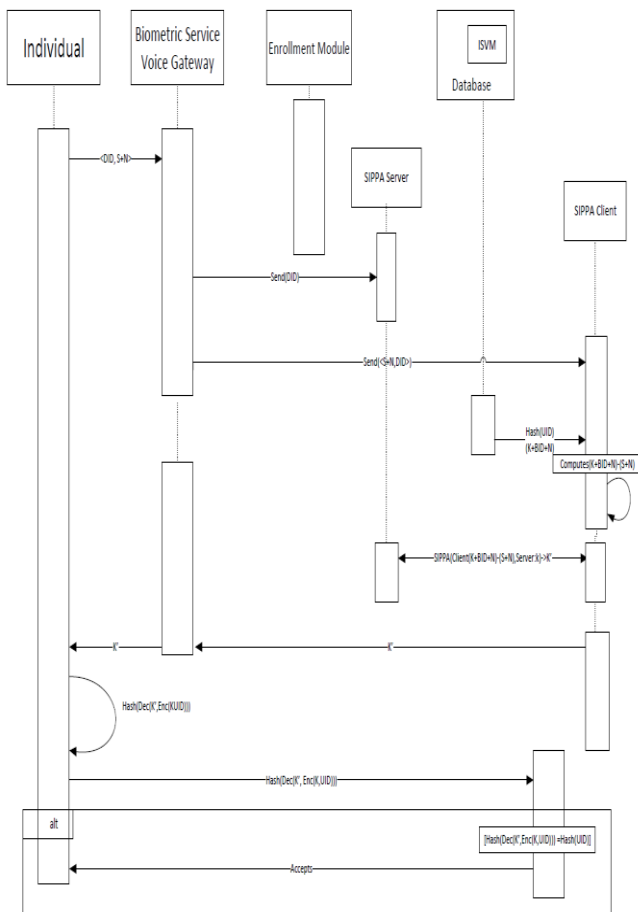 Individual
Biometric Service
Voice Gateway
Enrollment Module
ISVM
Database
SIPPA Server
SIPPA Client
<DID, S+N>
Send(DID)
Send(<S+N,DID>)
Hash(UID)
(K+BID+N)
Computes(K+BID+N)-(S+N)
SIPPA(Client(K+BID+N)-(S+N),Server:k)->K'
K'
K'
Hash(Dec(K',Enc(KUID)))
Hash(Dec(K', Enc(K,UID)))
alt
[Hash(Dec(K',Enc(K,UID))) =Hash(UID)]
Accepts